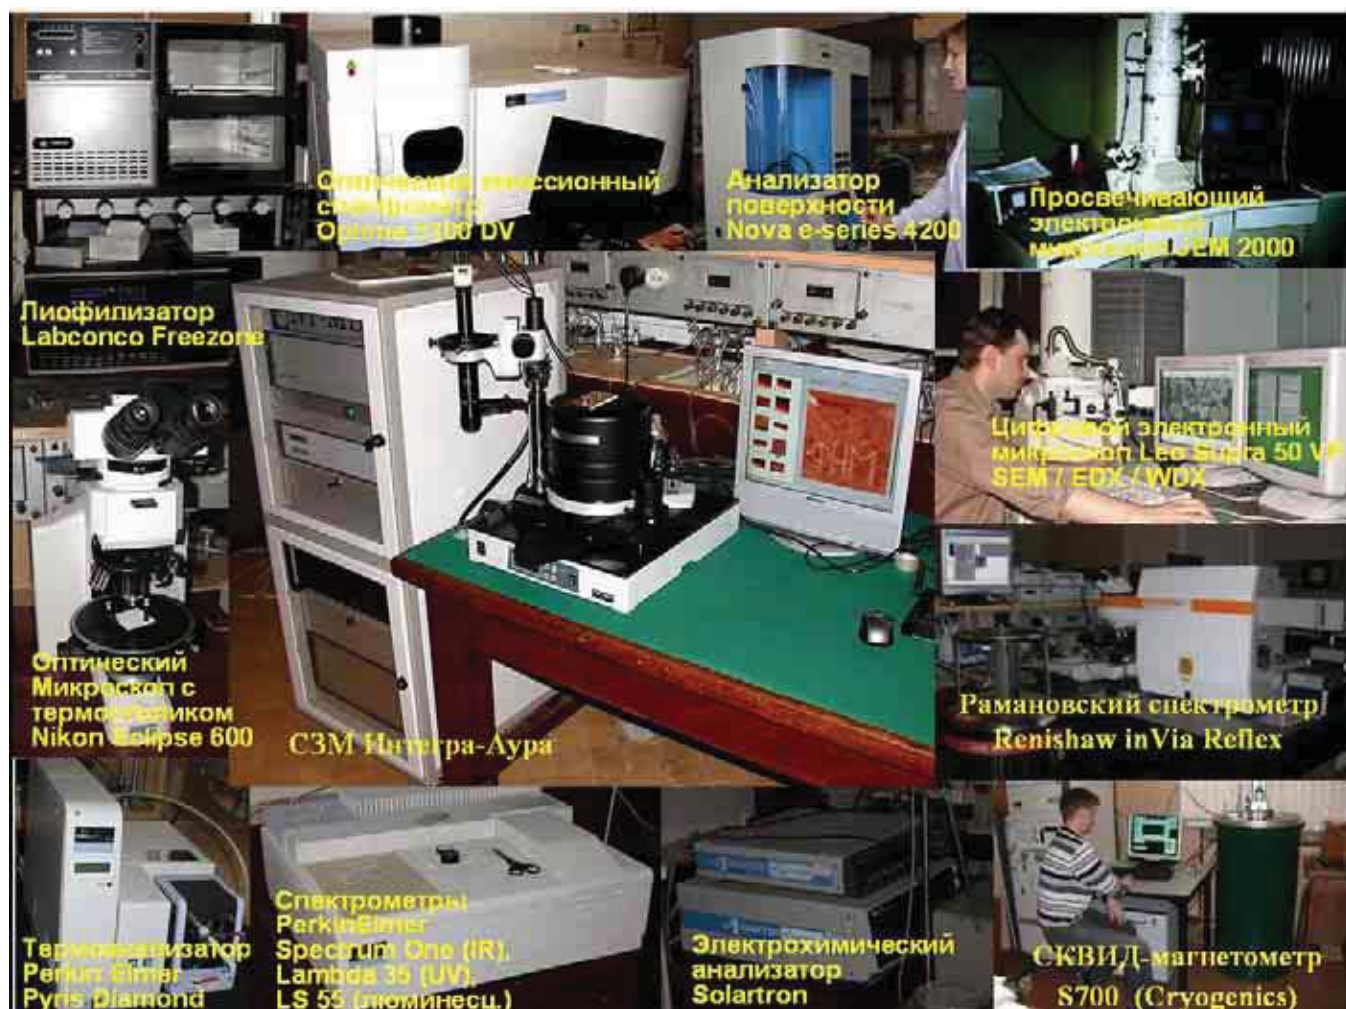 Оптический эмиссионный
спектрометр
Optima 7300 DV
Анализатор
поверхности
Nova e-series 4200
Просвечивающий
электронный
микроскоп JEM 2000
Лиофилизатор
Labconco Freezone
Цифровой электронный
микроскоп Leo Supra 50 VP
SEM / EDX / WDX
Оптический
Микроскоп с
термостоликом
Nikon Eclipse 600
СЗМ Интегра-Аура
Рамановский спектрометр
Renishaw inVia Reflex
Термоанализатор
Perkin Elmer
Pyris Diamond
Спектрометры
PerkinElmer
Spectrum One (IR),
Lambda 35 (UV),
LS 55 (люминесц.)
Электрохимический
анализатор
Solartron
СКВИД-магнетометр
S700 (Cryogenics)